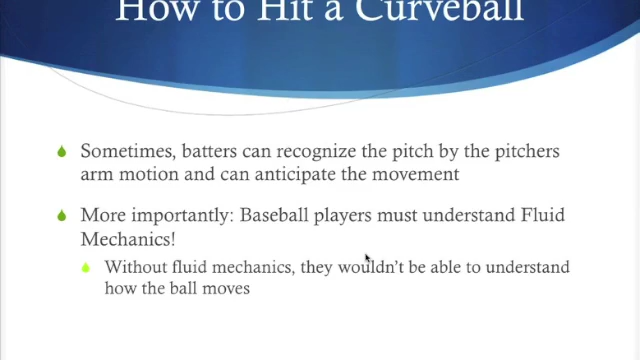 How to Hit a Curveball
Sometimes, batters can recognize the pitch by the pitchers
arm motion and can anticipate the movement
More importantly: Baseball players must understand Fluid
Mechanics!
Without fluid mechanics, they wouldn't be able to understand
how the ball moves